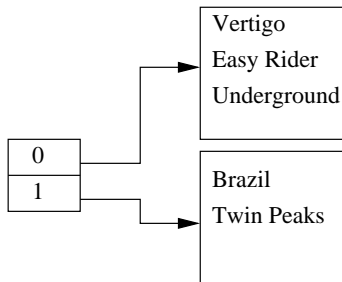 Vertigo
Easy Rider
Underground
0
1
Brazil
Twin Peaks